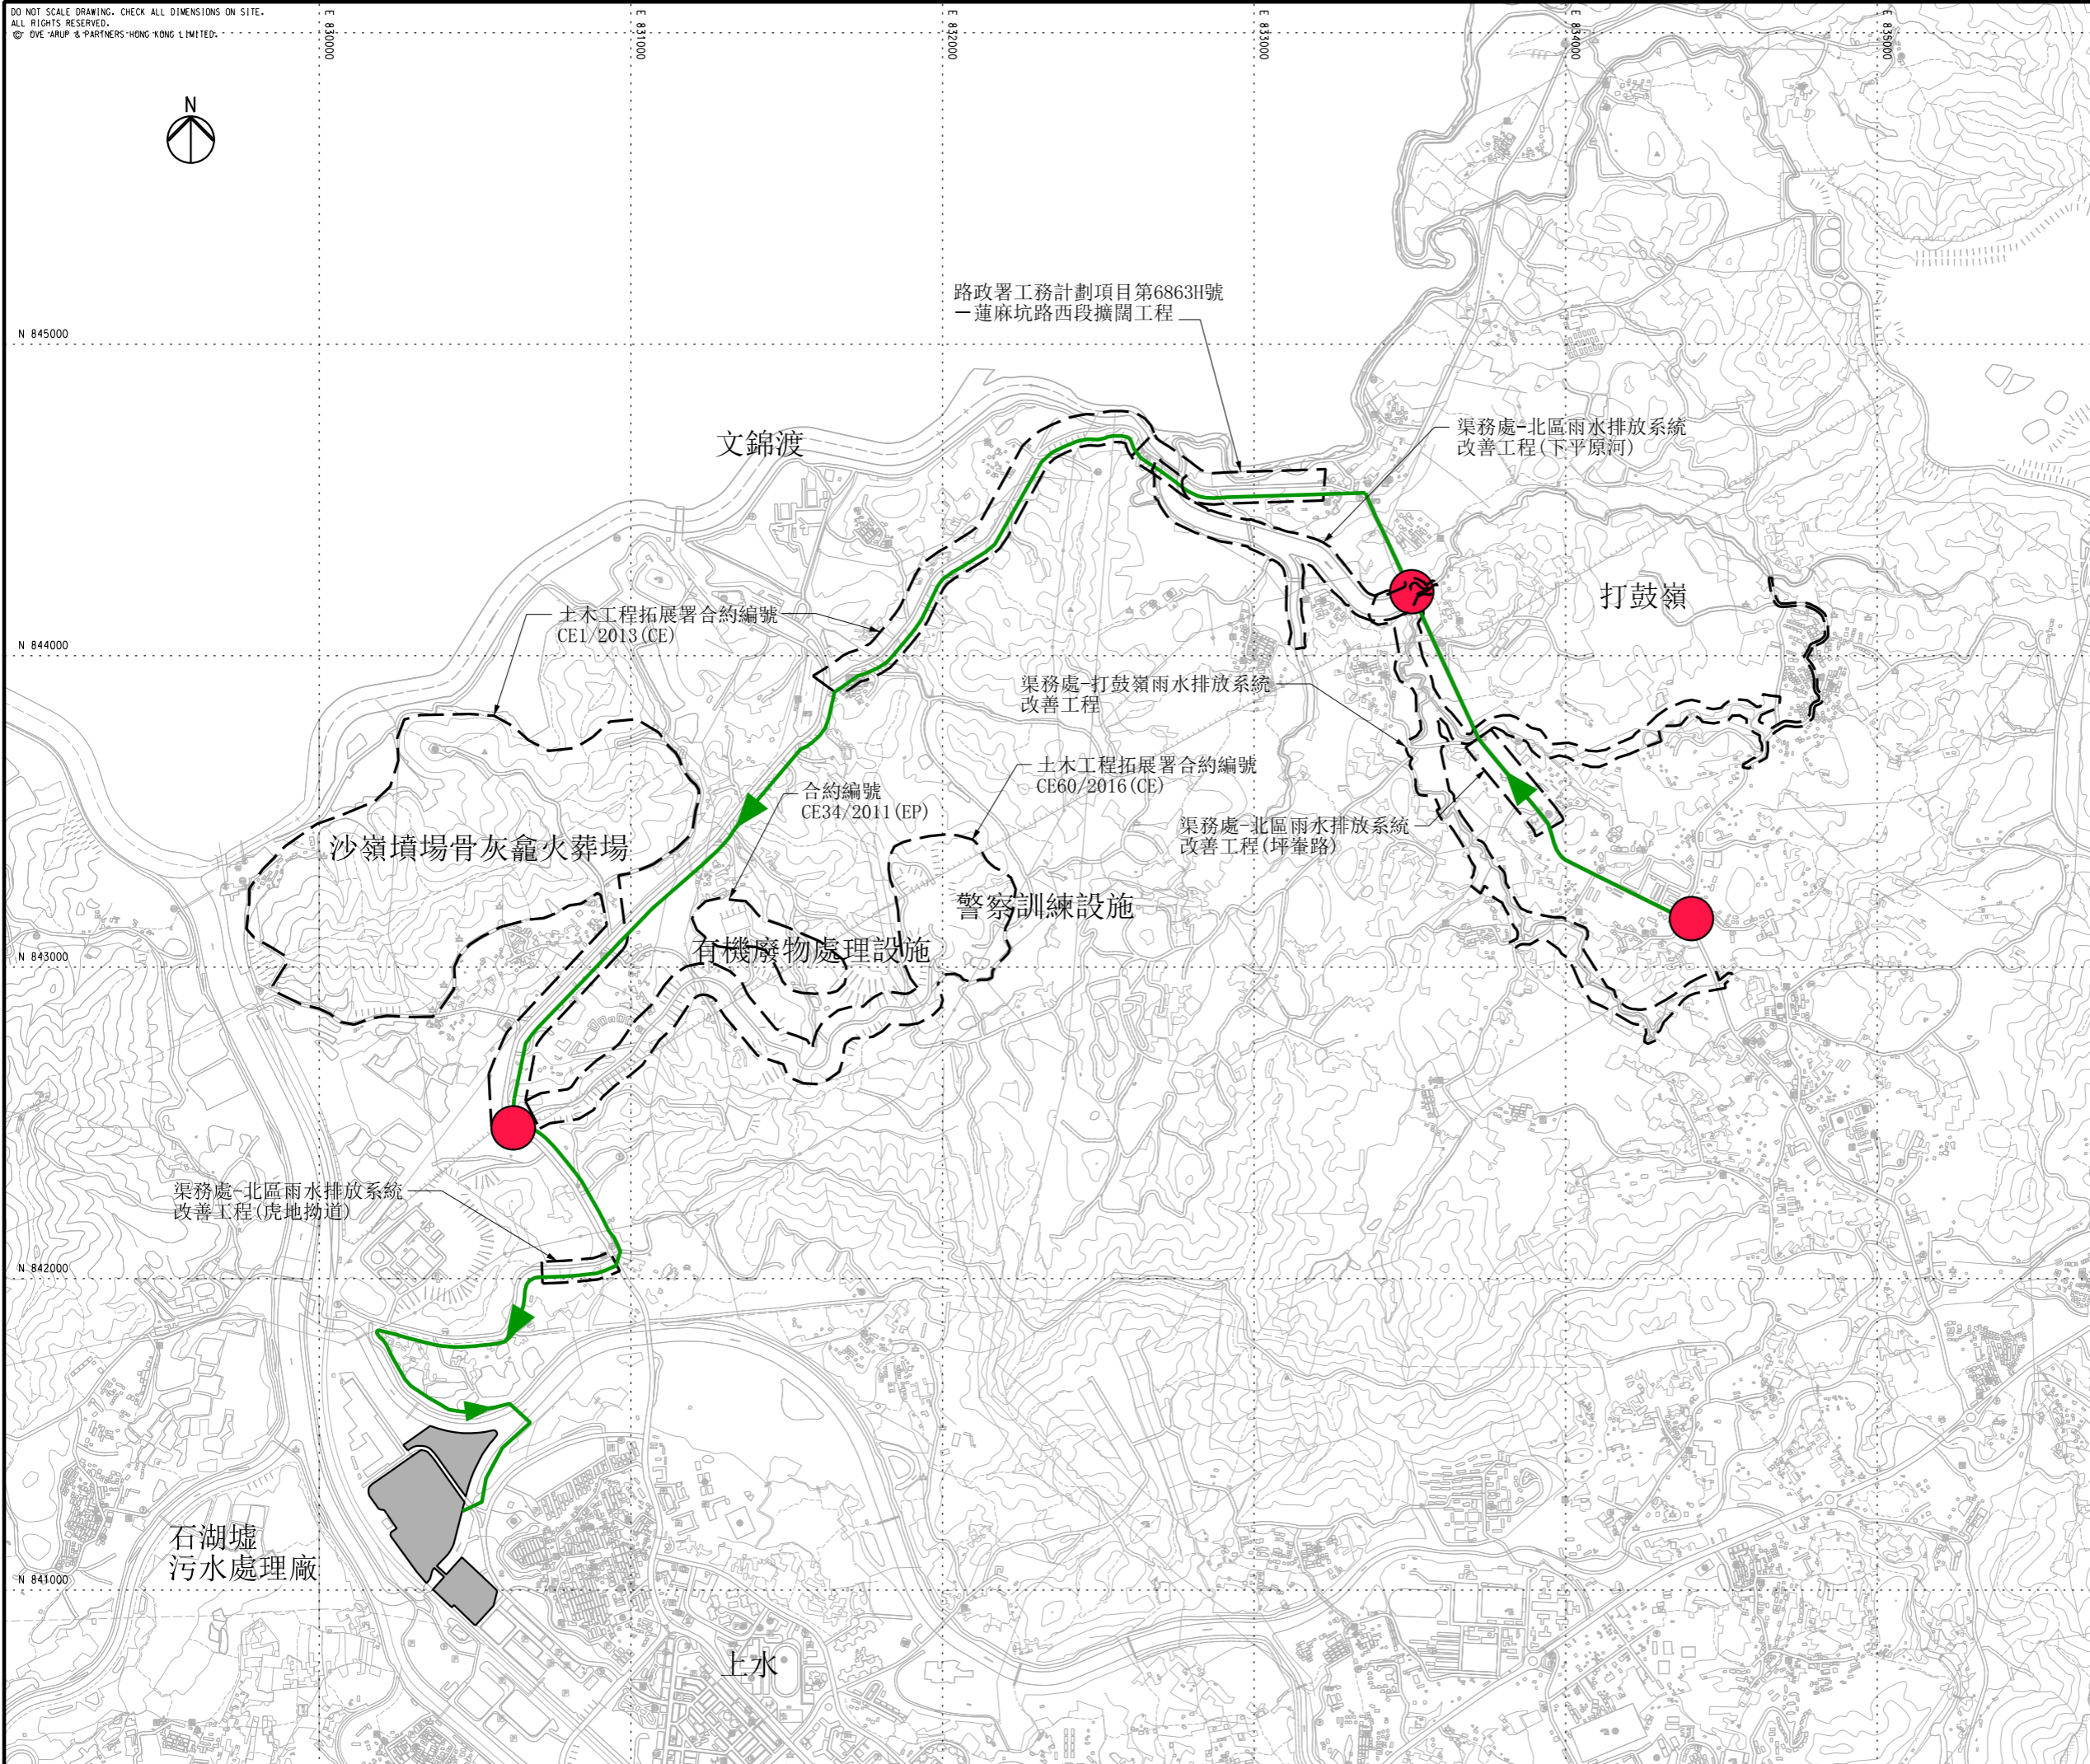 DO NOT SCALE DRAWING. CHECK ALL DIMENSIONS ON SITE.
ALL RIGHTS RESERVED.
© OVE ARUP & PARTNERS HONG KONG LIMITED.
E 830000
E 831000
E 832000
E 833000
E 834000
E 835000
N
路政署工務計劃項目第6863H號
－蓮麻坑路西段擴闊工程
N 845000
文錦渡
渠務處-北區雨水排放系統
改善工程(下平原河)
土木工程拓展署合約編號
CE1/2013(CE)
打鼓嶺
N 844000
渠務處-打鼓嶺雨水排放系統
改善工程
土木工程拓展署合約編號
CE60/2016(CE)
合約編號
CE34/2011(EP)
渠務處-北區雨水排放系統
改善工程(坪輋路)
沙嶺墳場骨灰龕火葬場
警察訓練設施
有機廢物處理設施
N 843000
渠務處-北區雨水排放系統
改善工程(虎地拗道)
N 842000
石湖墟
污水處理廠
N 841000
上水